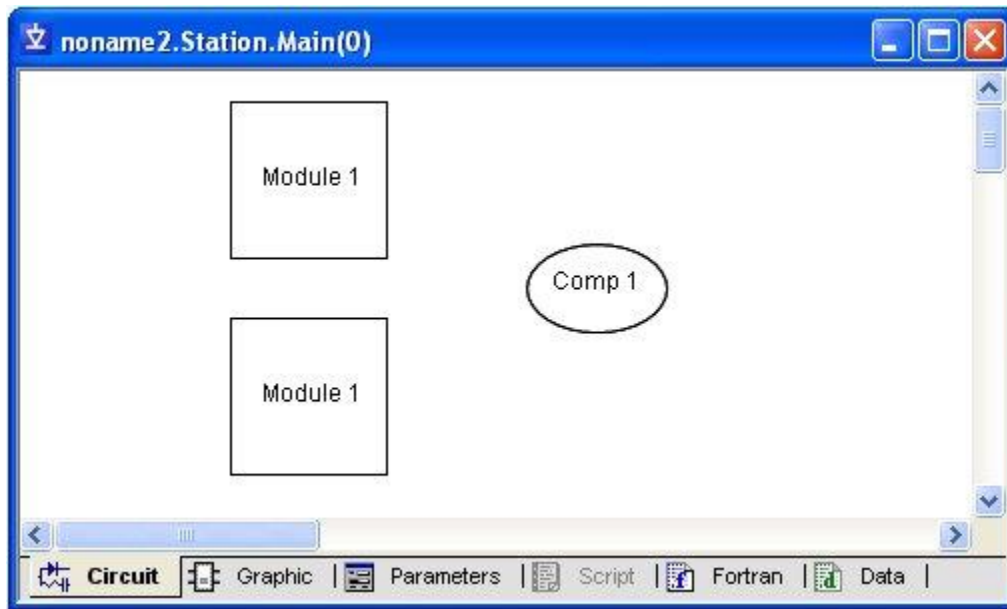 noname2.Station.Main(0)
Module 1
Comp 1
Module 1
Circuit Graphic Parameters Script Fortran Data